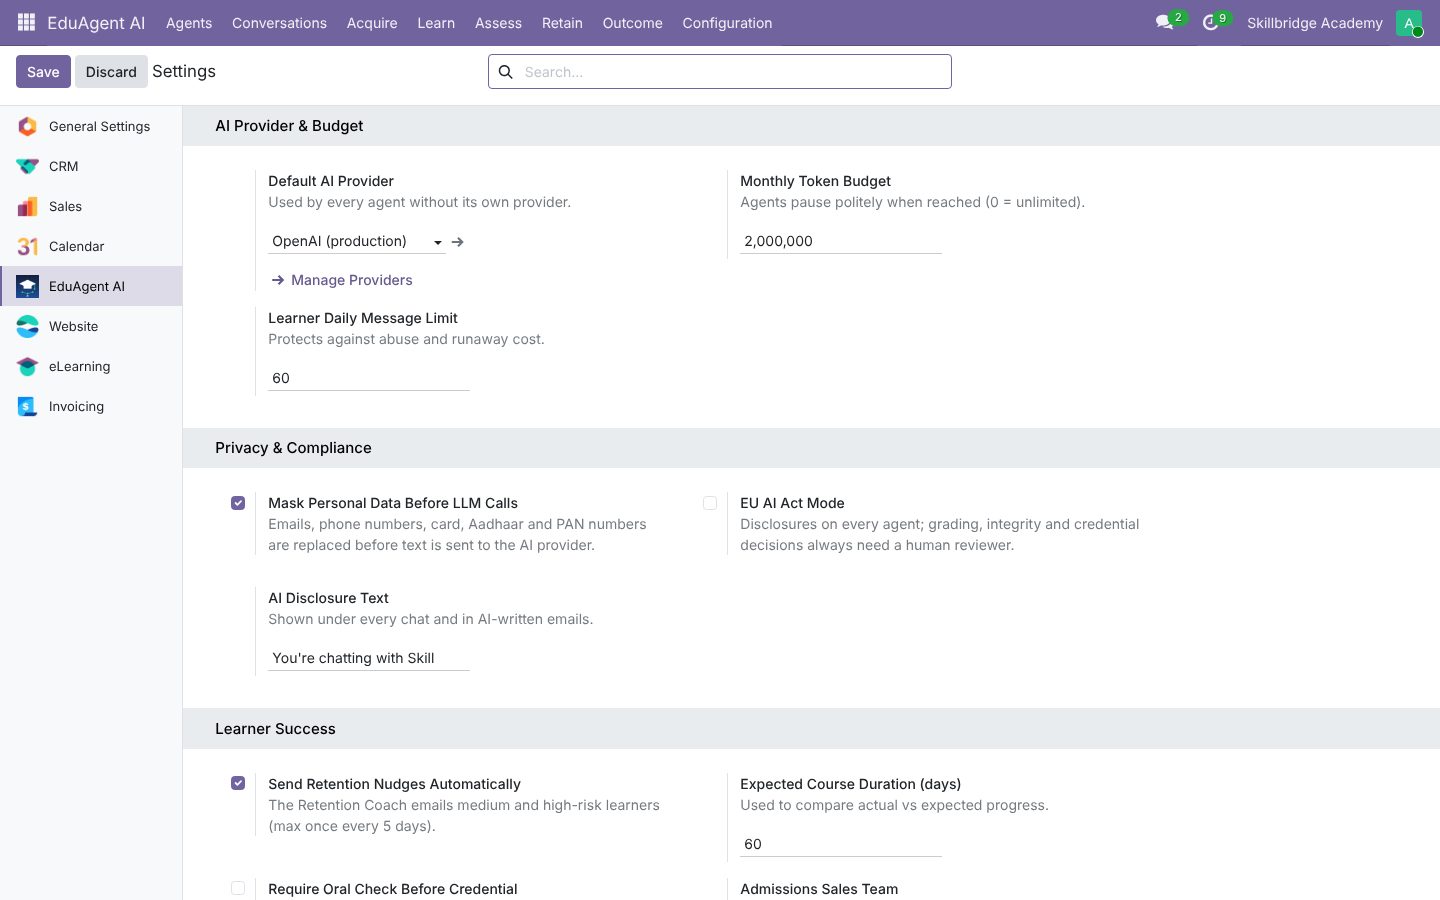 EduAgent AI Agents Conversations Acquire Learn Assess Retain Outcome Configuration 2 9 Skillbridge Academy A
Save Discard Settings Search...
General Settings
CRM
Sales
31 Calendar
EduAgent AI
Website
eLearning
$ Invoicing
AI Provider & Budget
Default AI Provider
Used by every agent without its own provider.
OpenAI (production)
Manage Providers
Monthly Token Budget
Agents pause politely when reached (0 = unlimited).
2,000,000
Learner Daily Message Limit
Protects against abuse and runaway cost.
60
Privacy & Compliance
Mask Personal Data Before LLM Calls
Emails, phone numbers, card, Aadhaar and PAN numbers
are replaced before text is sent to the AI provider.
EU AI Act Mode
Disclosures on every agent; grading, integrity and credential
decisions always need a human reviewer.
AI Disclosure Text
Shown under every chat and in AI-written emails.
You're chatting with Skill
Learner Success
Send Retention Nudges Automatically
The Retention Coach emails medium and high-risk learners
(max once every 5 days).
Expected Course Duration (days)
Used to compare actual vs expected progress.
60
Require Oral Check Before Credential
Admissions Sales Team